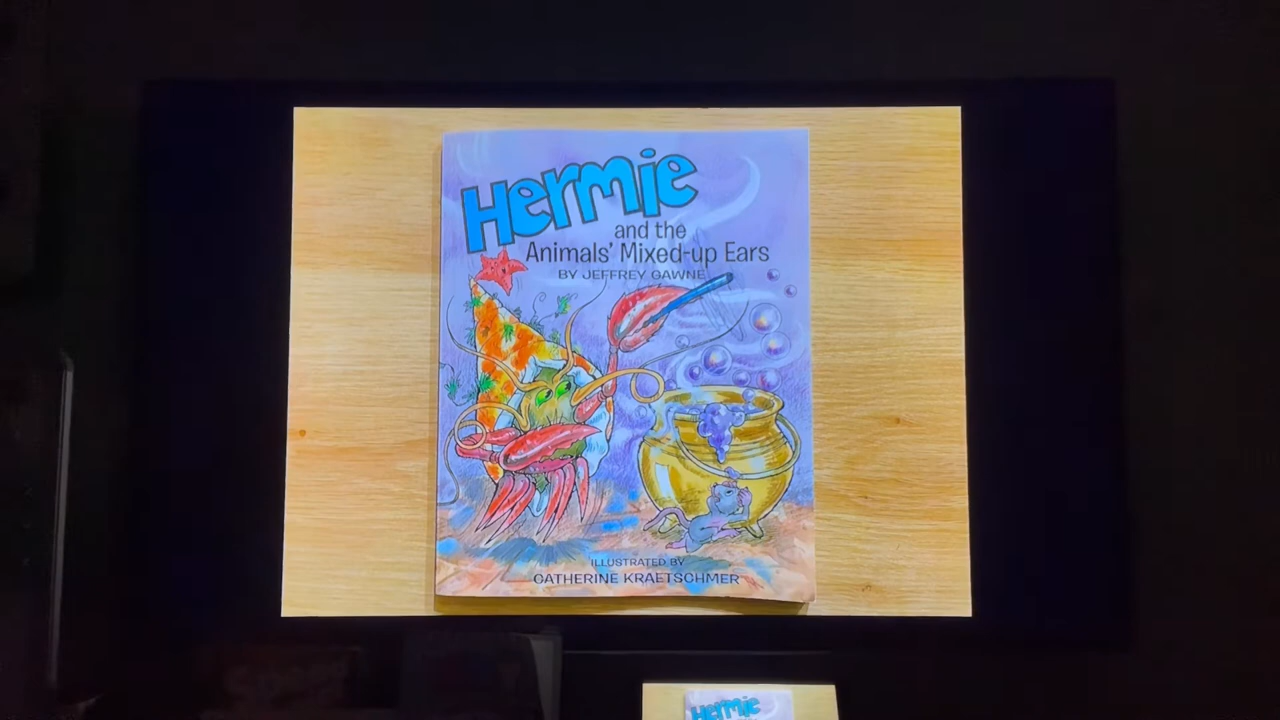 Hermie
and the
Animals' Mixed-up Ears
BY JEFFREY GAWNE
ILLUSTRATED BY
CATHERINE KRAETSCHMER
Hermie